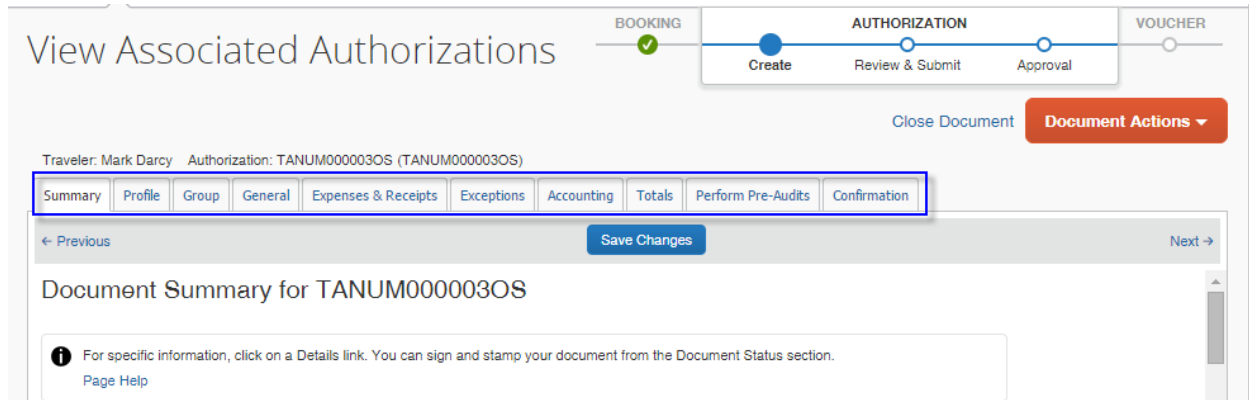 View Associated Authorizations
BOOKING
AUTHORIZATION
VOUCHER
Create
Review & Submit
Approval
Close Document
Document Actions
Traveler: Mark Darcy Authorization: TANUM000003OS (TANUM000003OS)
Summary Profile Group General Expenses & Receipts Exceptions Accounting Totals Perform Pre-Audits Confirmation
← Previous
Save Changes
Next →
Document Summary for TANUM000003OS
For specific information, click on a Details link. You can sign and stamp your document from the Document Status section.
Page Help